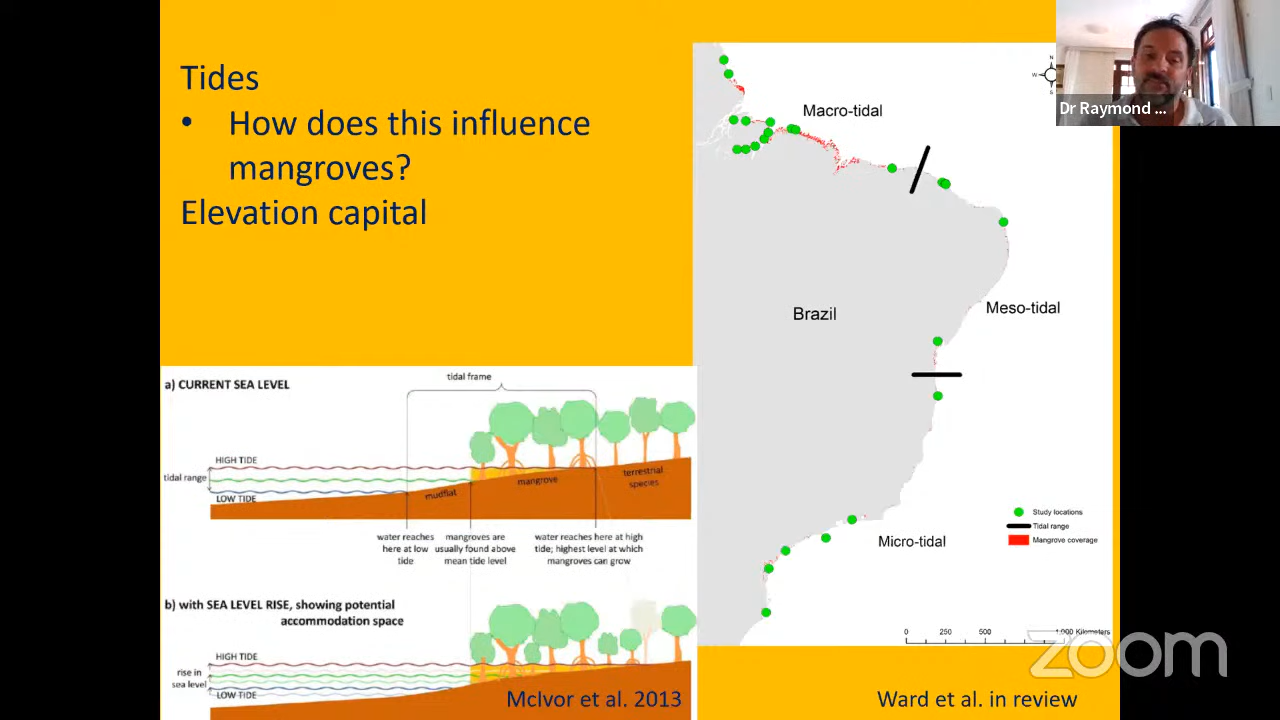 Tides
• How does this influence
mangroves?
Elevation capital
a) CURRENT SEA LEVEL
tidal frame
HIGH TIDE
tidal range
LOW TIDE
mudflat
mangrove
terrestrial
species
water reaches
here at low
tide
mangroves are
usually found above
mean tide level
water reaches here at high
tide; highest level at which
mangroves can grow
b) with SEA LEVEL RISE, showing potential
accommodation space
HIGH TIDE
rise in
sea level
LOW TIDE
McIvor et al. 2013
N
W
S
Macro-tidal
Brazil
Meso-tidal
Micro-tidal
Study locations
Tidal range
Mangrove coverage
0 250 500 1,000 Kilometers
Ward et al. in review
Dr Raymond ...
zoom